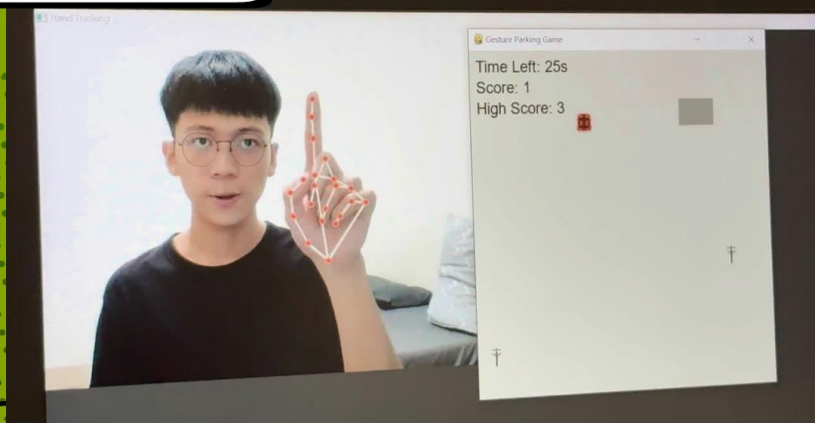 Hand Tracking
Gesture Parking Game
Time Left: 25s
Score: 1
High Score: 3